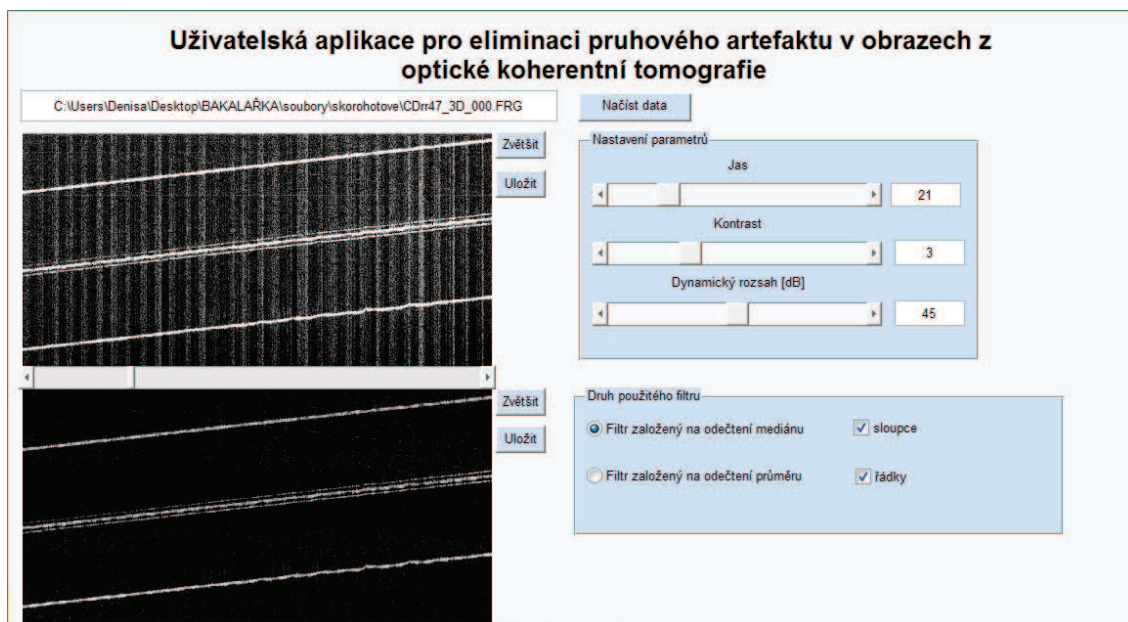 Uživatelská aplikace pro eliminaci pruhového artefaktu v obrazech z
optické koherentní tomografie
C:\Users\Denisa\Desktop\BAKALAŘKA\soubory\skorohotove\CDrr47_3D_000.FRG
Načíst data
Zvětšit
Uložit
Nastavení parametrů
Jas
21
Kontrast
3
Dynamický rozsah [dB]
45
Zvětšit
Uložit
Druh použitého filtru
Filtr založený na odečtení mediánu
sloupce
Filtr založený na odečtení průměru
řádky